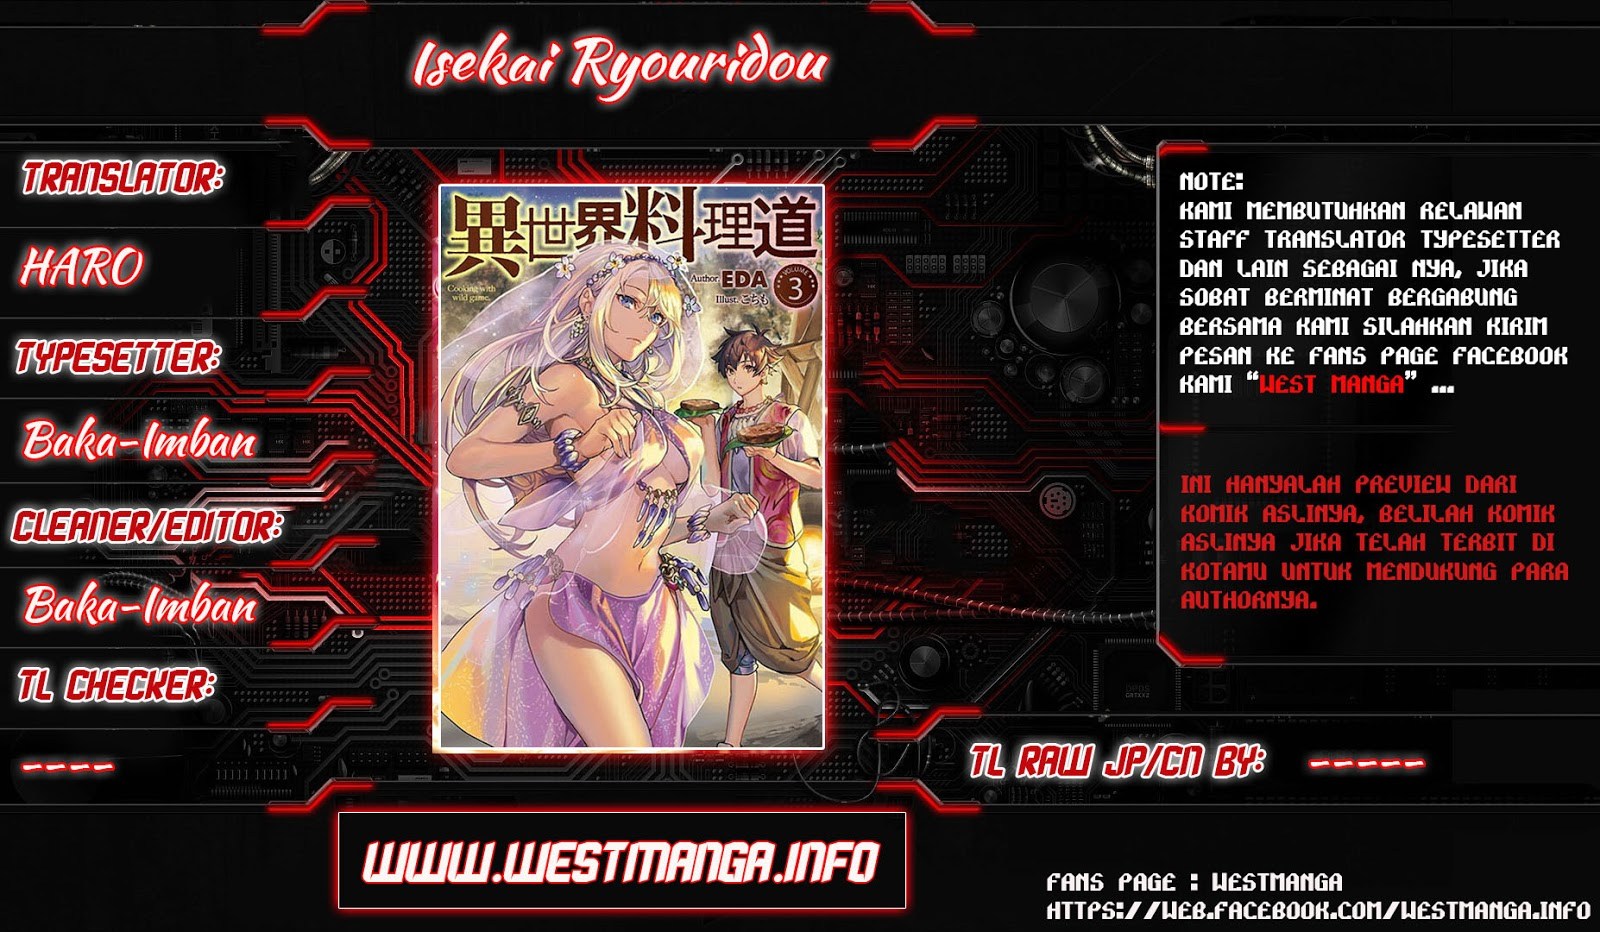 Isekai Ryouridou
TRANSLATOR:
HARO
TYPESETTER:
Baka-Imban
CLEANER/EDITOR:
Baka-Imban
TL CHECKER:
----
異世界料理道
Cooking with
wild game.
Author. EDA
Illust. こちも
VOLUME
3
NOTE:
KAMI MEMBUTUHKAN RELAWAN
STAFF TRANSLATOR TYPESETTER
DAN LAIN SEBAGAI NYA, JIKA
SOBAT BERMINAT BERGABUNG
BERSAMA KAMI SILAHKAN KIRIM
PESAN KE FANS PAGE FACEBOOK
KAMI “WEST MANGA” ...
INI HANYALAH PREVIEW DARI
KOMIK ASLINYA, BELILAH KOMIK
ASLINYA JIKA TELAH TERBIT DI
KOTAMU UNTUK MENDUKUNG PARA
AUTHORNYA.
TL RAW JP/CN BY: -----
WWW.WESTMANGA.INFO
FANS PAGE : WESTMANGA
HTTPS://WEB.FACEBOOK.COM/WESTMANGA.INFO